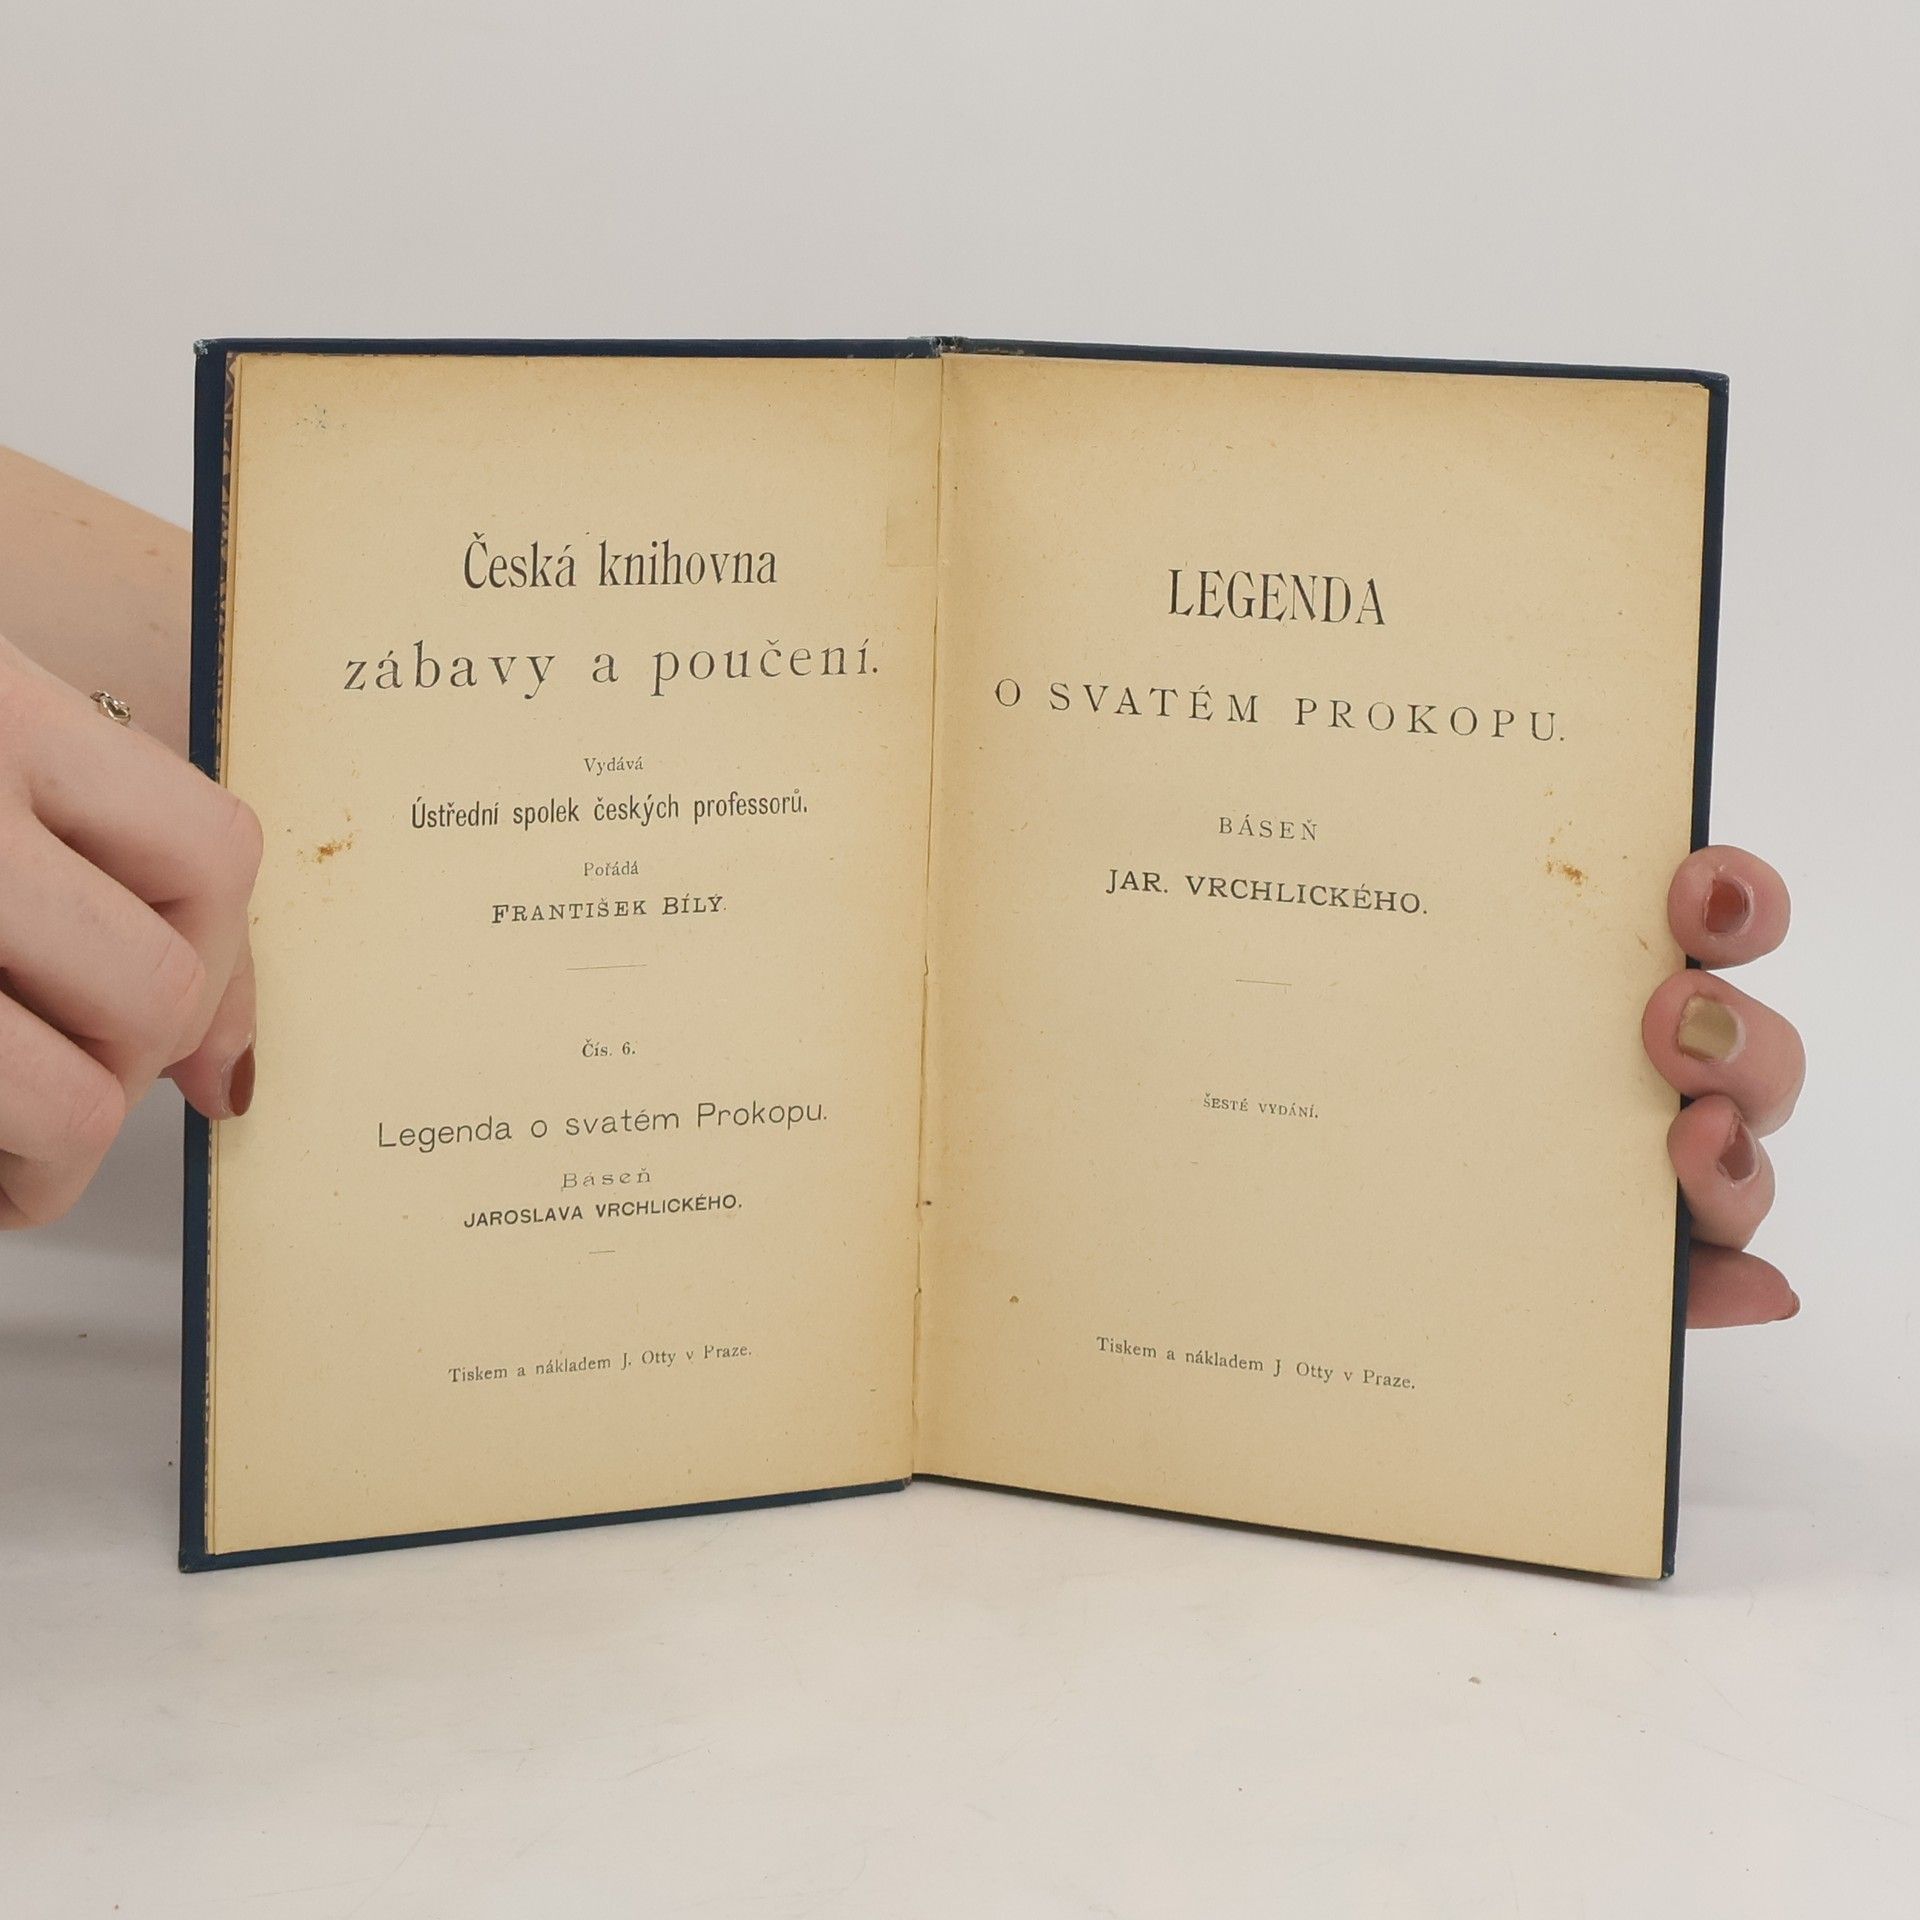 Česká knihovna
zábavy a poučení.
Vydává
Ústřední spolek českých professorů.
Pořádá
FRANTIŠEK BÍLÝ.
Čís. 6.
Legenda o svatém Prokopu.
Báseň
JAROSLAVA VRCHLICKÉHO.
Tiskem a nákladem J. Otty v Praze.
LEGENDA
O SVATÉM PROKOPU.
BÁSEŇ
JAR. VRCHLICKÉHO.
ŠESTÉ VYDÁNÍ.
Tiskem a nákladem J Otty v Praze.